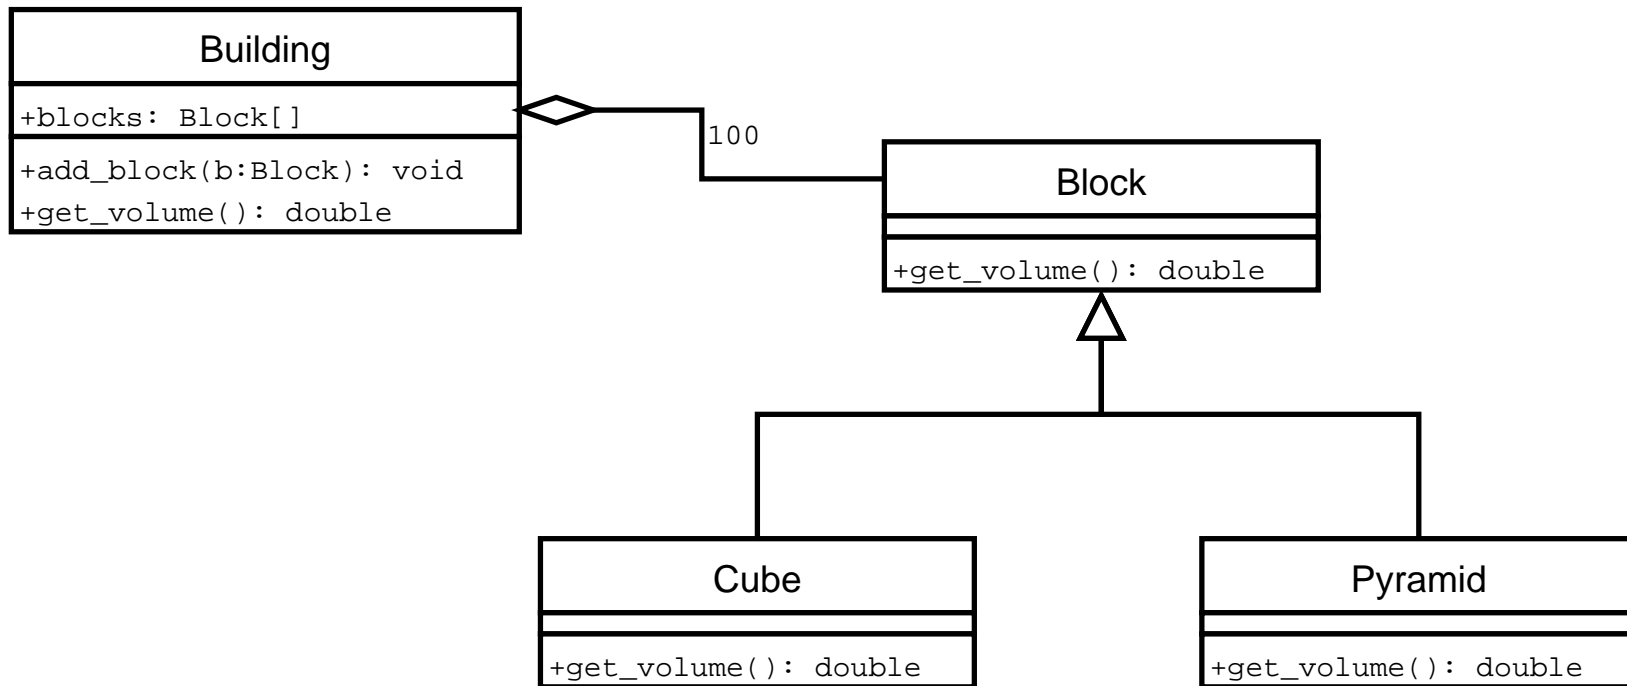 Building
+blocks: Block[]
+add_block(b:Block): void
+get_volume(): double
100
Block
+get_volume(): double
Cube
+get_volume(): double
Pyramid
+get_volume(): double